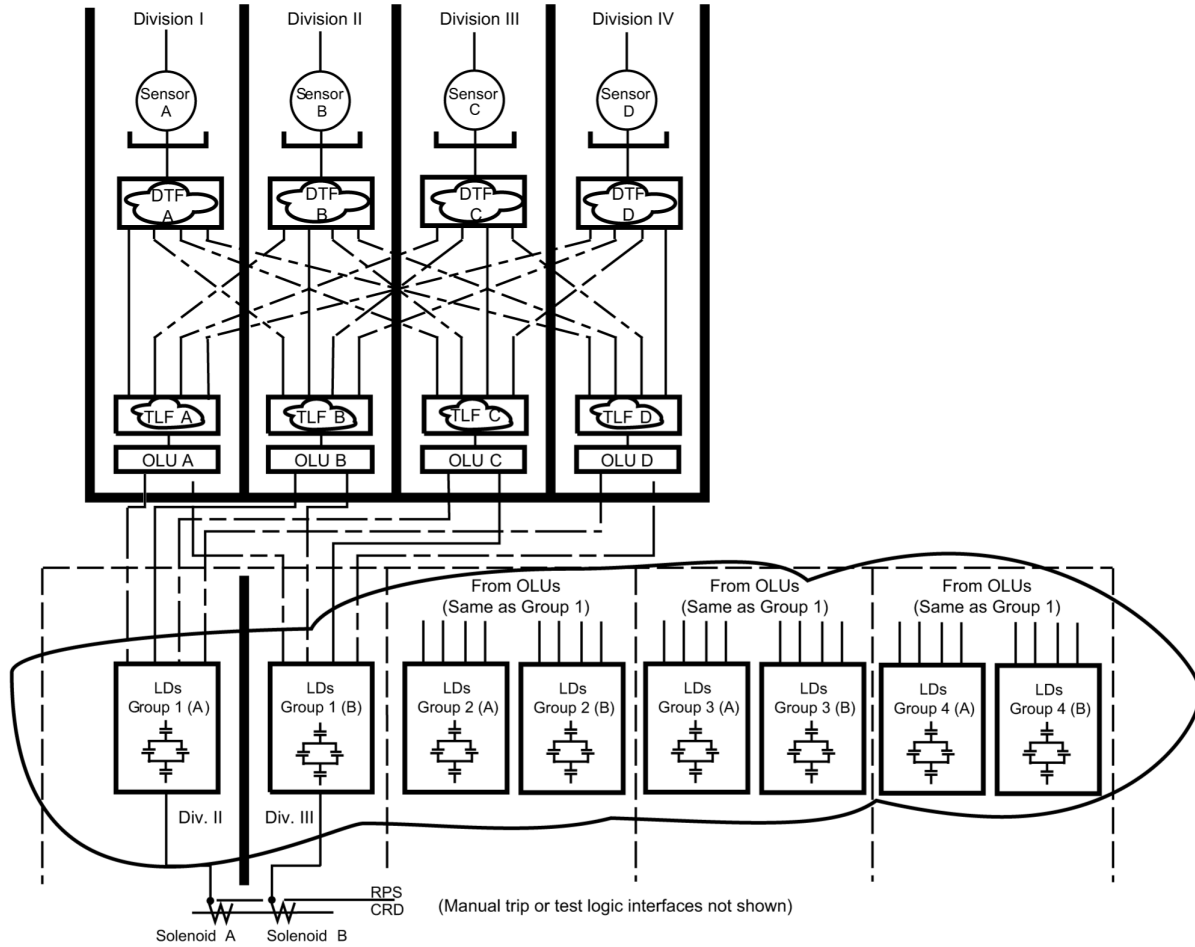 Division I
Division II
Division III
Division IV
Sensor
A
Sensor
B
Sensor
C
Sensor
D
DTF
A
DTF
B
DTF
C
DTF
D
TLF A
TLF B
TLF C
TLF D
OLU A
OLU B
OLU C
OLU D
From OLUs
(Same as Group 1)
From OLUs
(Same as Group 1)
From OLUs
(Same as Group 1)
LDs
Group 1 (A)
LDs
Group 1 (B)
LDs
Group 2 (A)
LDs
Group 2 (B)
LDs
Group 3 (A)
LDs
Group 3 (B)
LDs
Group 4 (A)
LDs
Group 4 (B)
Div. II
Div. III
RPS
CRD
(Manual trip or test logic interfaces not shown)
Solenoid A
Solenoid B